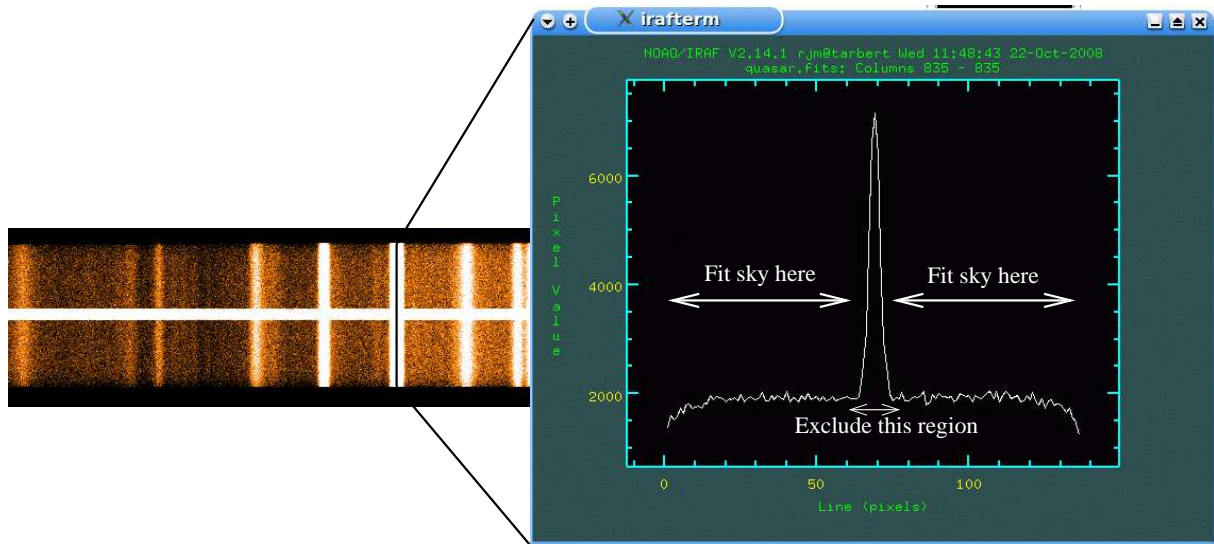 irafterm
NOAO/IRAF V2.14.1 rjm@tarbert Wed 11:48:43 22-Oct-2008
quasar.fits: Columns 835 - 835
6000
4000
2000
Pixel Value
Fit sky here
Fit sky here
Exclude this region
0
50
100
Line (pixels)